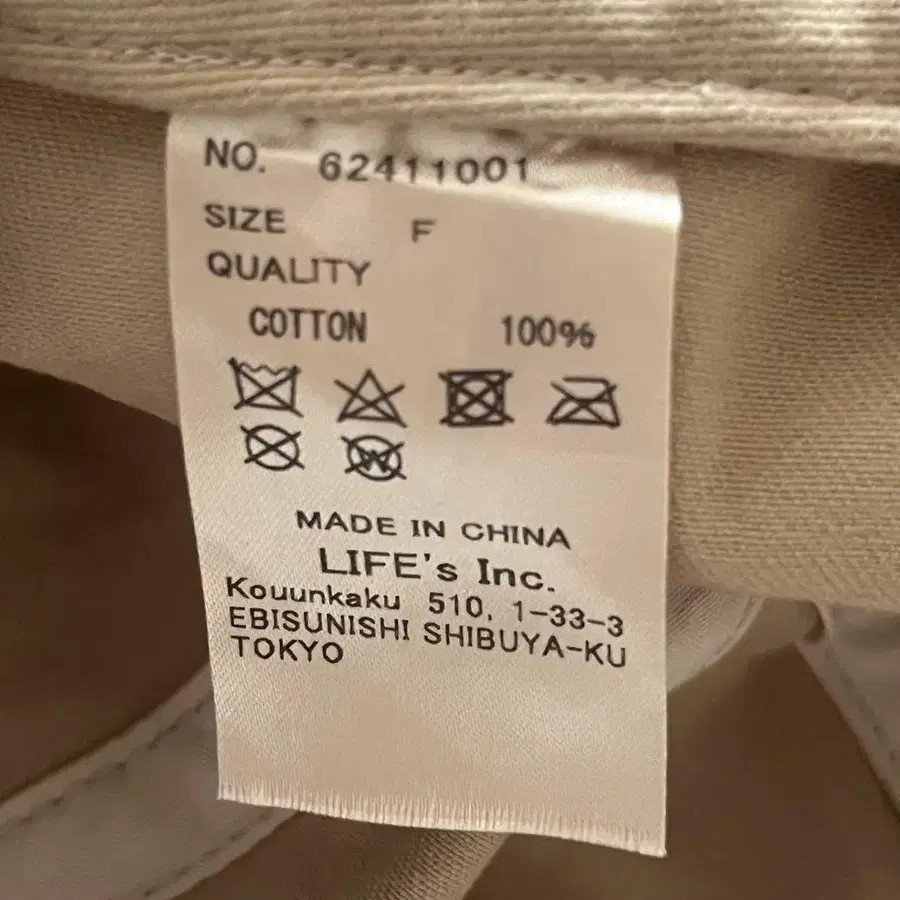 NO. 62411001
SIZE F
QUALITY
COTTON 100%
W
MADE IN CHINA
LIFE's Inc.
Kouunkaku 510, 1-33-3
EBISUNISHI SHIBUYA-KU
TOKYO